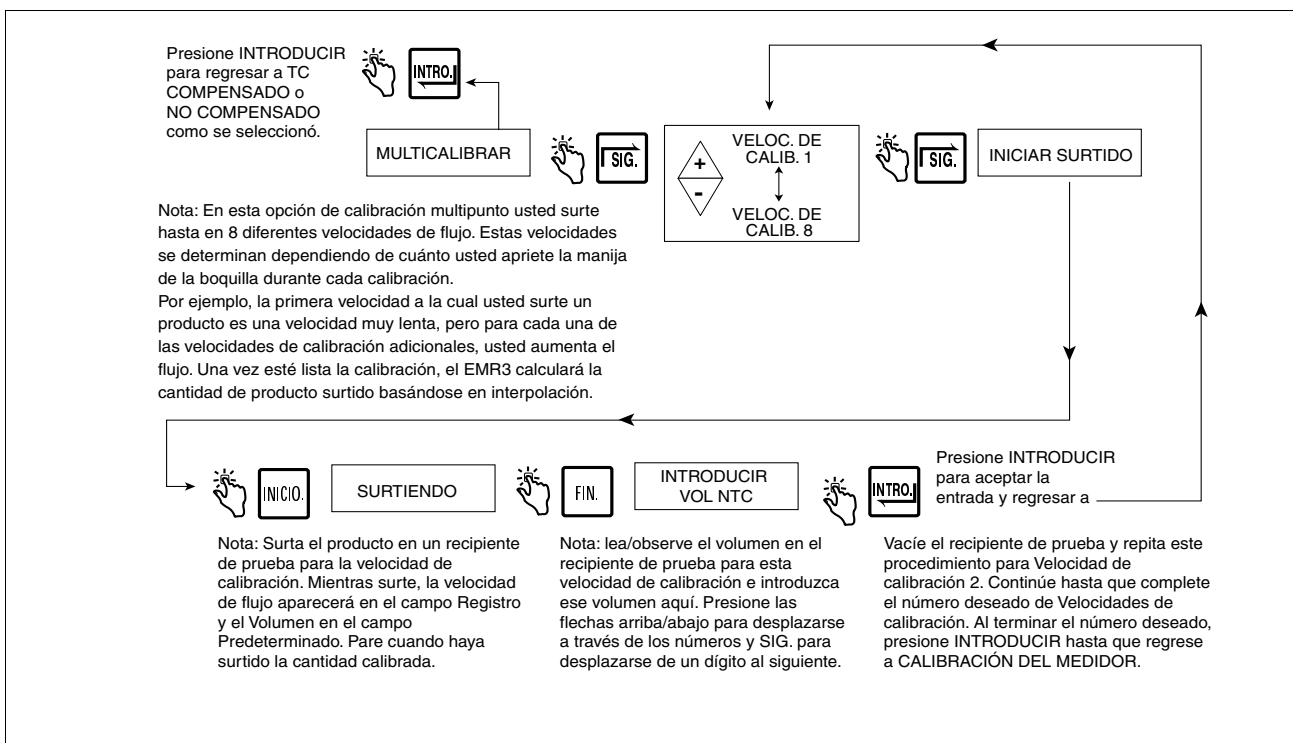 Presione INTRODUCIR
para regresar a TC
COMPENSADO o
NO COMPENSADO
como se seleccionó.
INTRO.
MULTICALIBRAR
SIG.
+
-
VELOC. DE
CALIB. 1
VELOC. DE
CALIB. 8
SIG.
INICIAR SURTIDO
Nota: En esta opción de calibración multipunto usted surte
hasta en 8 diferentes velocidades de flujo. Estas velocidades
se determinan dependiendo de cuánto usted apriete la manija
de la boquilla durante cada calibración.
Por ejemplo, la primera velocidad a la cual usted surte un
producto es una velocidad muy lenta, pero para cada una de
las velocidades de calibración adicionales, usted aumenta el
flujo. Una vez esté lista la calibración, el EMR3 calculará la
cantidad de producto surtido basándose en interpolación.
INICIO.
SURTIENDO
FIN.
INTRODUCIR
VOL NTC
INTRO.
Presione INTRODUCIR
para aceptar la
entrada y regresar a
Nota: Surta el producto en un recipiente
de prueba para la velocidad de
calibración. Mientras surte, la velocidad
de flujo aparecerá en el campo Registro
y el Volumen en el campo
Predeterminado. Pare cuando haya
surtido la cantidad calibrada.
Nota: lea/observe el volumen en el
recipiente de prueba para esta
velocidad de calibración e introduzca
ese volumen aquí. Presione las
flechas arriba/abajo para desplazarse
a través de los números y SIG. para
desplazarse de un dígito al siguiente.
Vacíe el recipiente de prueba y repita este
procedimiento para Velocidad de
calibración 2. Continúe hasta que complete
el número deseado de Velocidades de
calibración. Al terminar el número deseado,
presione INTRODUCIR hasta que regrese
a CALIBRACIÓN DEL MEDIDOR.